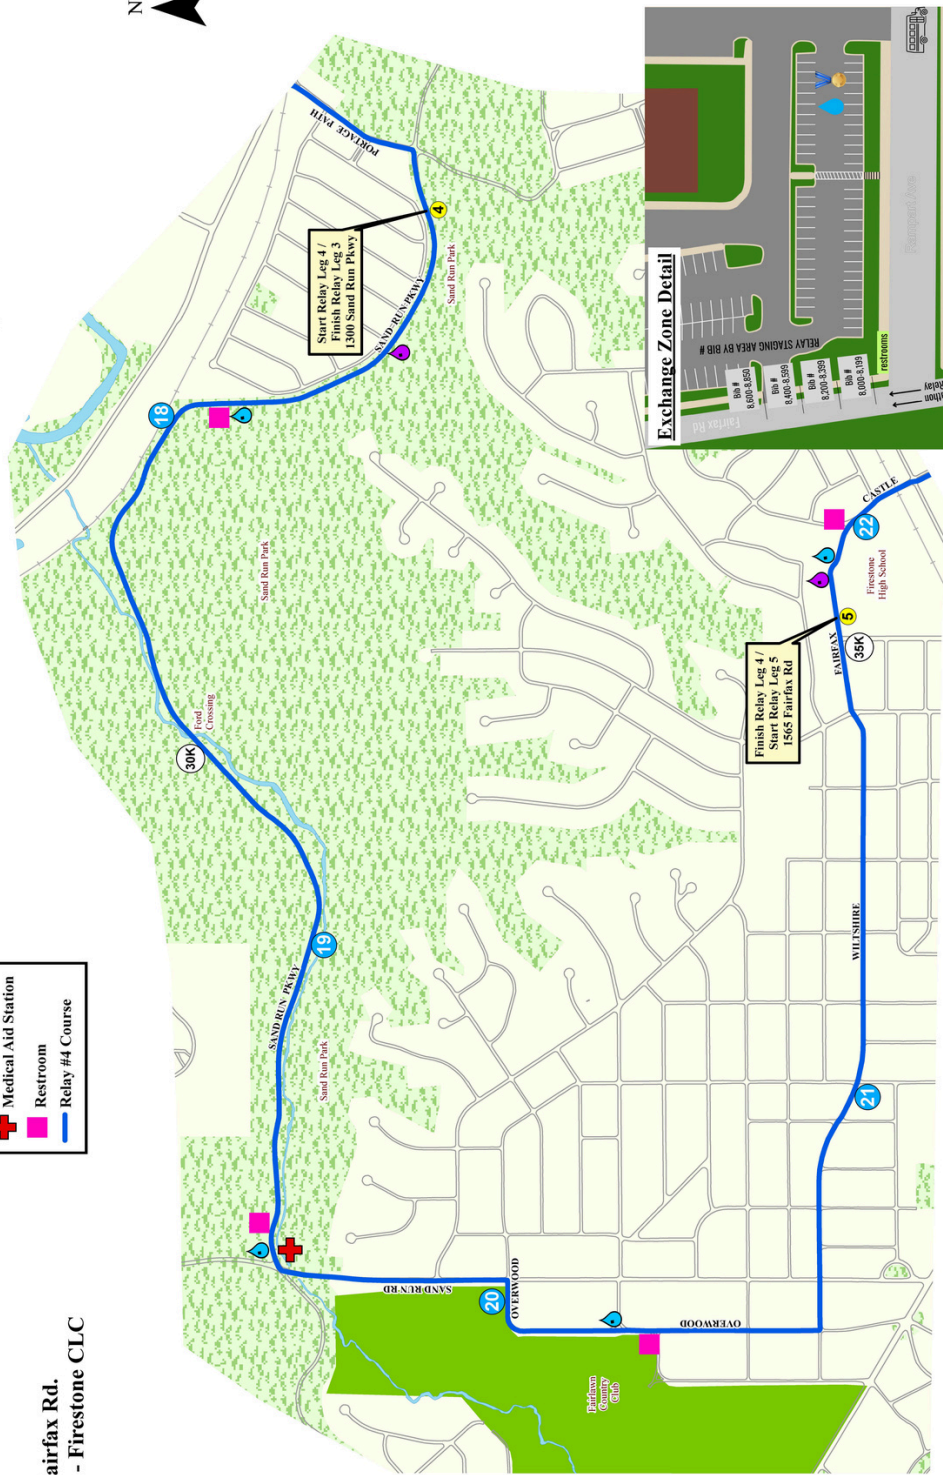 N
airfax Rd.
- Firestone CLC
Medical Aid Station
Restroom
Relay #4 Course
PORTAGE PATH
4
Start Relay Leg 4 /
Finish Relay Leg 3
1300 Sand Run Pkwy
SAND RUN PKWY
Sand Run Park
18
Sand Run Park
Ford
Crossing
30K
19
SAND RUN PKWY
Sand Run Park
SAND RUN RD
20
OVERWOOD
OVERWOOD
Fairlawn
Country
Club
21
WILTSHIRE
Finish Relay Leg 4 /
Start Relay Leg 5
1565 Fairfax Rd
FAIRFAX
5
35K
Firestone
High School
22
CASTLE
Exchange Zone Detail
RELAY STAGING AREA BY BIB #
Bib #
8,600-8,850
Bib #
8,400-8,599
Bib #
8,200-8,399
Bib #
8,000-8,199
restrooms
Fairfax Rd
Rampart Ave
Relay